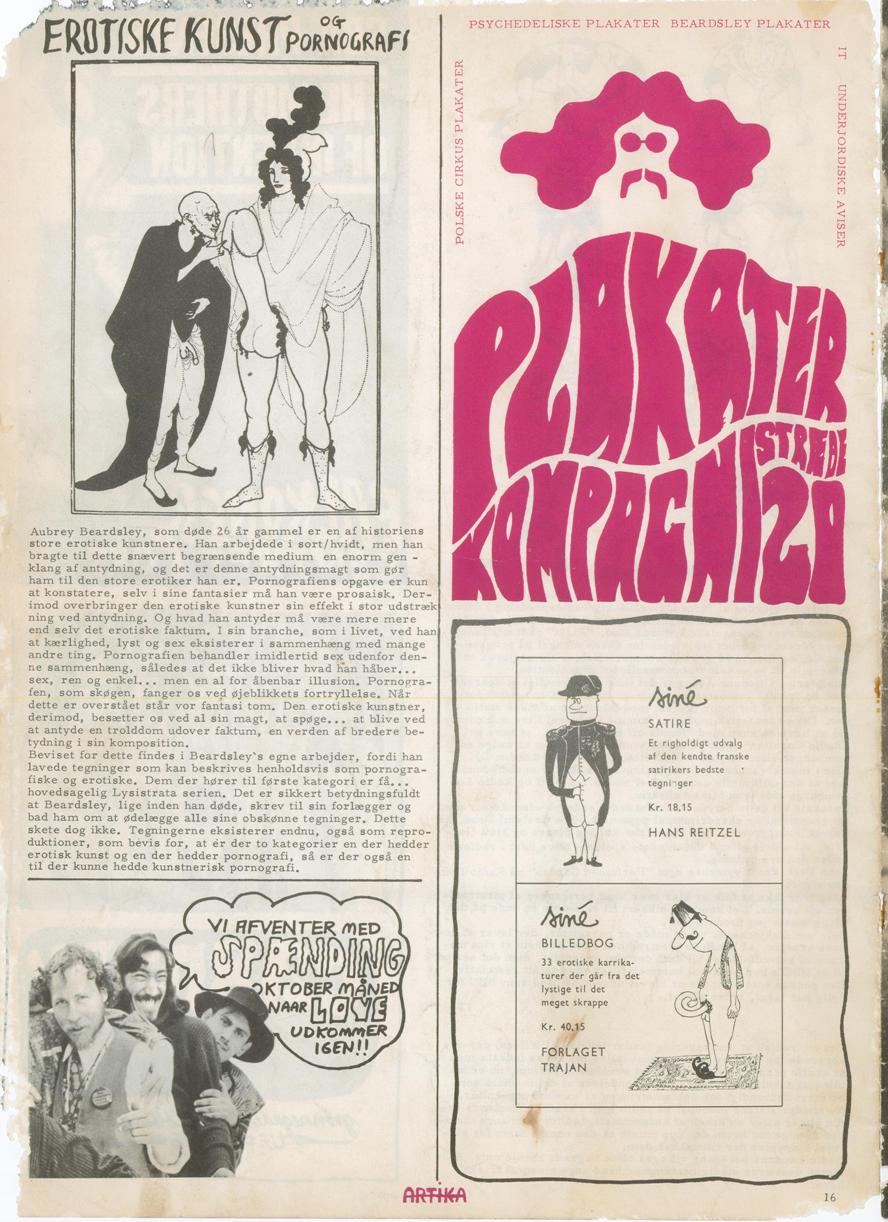 EROTISKE KUNST OG PORNOGRAFI
Aubrey Beardsley, som døde 26 år gammel er en af historiens
store erotiske kunstnere. Han arbejdede i sort/hvidt, men han
bragte til dette snævert begrænsende medium en enorm gen -
klang af antydning, og det er denne antydningsmagt som gør
ham til den store erotiker han er. Pornografiens opgave er kun
at konstatere, selv i sine fantasier må han være prosaisk. Der-
imod overbringer den erotiske kunstner sin effekt i stor udstræk
ning ved antydning. Og hvad han antyder må være mere mere
end selv det erotiske faktum. I sin branche, som i livet, ved han
at kærlighed, lyst og sex eksisterer i sammenhæng med mange
andre ting. Pornografien behandler imidlertid sex udenfor den-
ne sammenhæng, således at det ikke bliver hvad han håber...
sex, ren og enkel... men en al for åbenbar illusion. Pornogra-
fen, som skøgen, fanger os ved øjeblikkets fortryllelse. Når
dette er overstået står vor fantasi tom. Den erotiske kunstner,
derimod, besætter os ved al sin magt, at spøge... at blive ved
at antyde en trolddom udover faktum, en verden af bredere be-
tydning i sin komposition.
Beviset for dette findes i Beardsley`s egne arbejder, fordi han
lavede tegninger som kan beskrives henholdsvis som pornogra-
fiske og erotiske. Dem der hører til første kategori er få...
hovedsagelig Lysistrata serien. Det er sikkert betydningsfuldt
at Beardsley, lige inden han døde, skrev til sin forlægger og
bad ham om at ødelægge alle sine obskønne tegninger. Dette
skete dog ikke. Tegningerne eksisterer endnu, også som repro-
duktioner, som bevis for, at ér der to kategorier en der hedder
erotisk kunst og en der hedder pornografi, så er der også en
til der kunne hedde kunstnerisk pornografi.
VI AFVENTER MED
SPÆNDING
OKTOBER MÅNED
NAAR LOVE
UDKOMMER
IGEN!!
PSYCHEDELISKE PLAKATER BEARDSLEY PLAKATER
POLSKE CIRKUS PLAKATER
IT UNDERJORDISKE AVISER
PLAKATER
KOMPAGNI
STRÆDE
20
siné
SATIRE
Et righoldigt udvalg
af den kendte franske
satirikers bedste
tegninger
Kr. 18,15
HANS REITZEL
siné
BILLEDBOG
33 erotiske karrika-
turer der går fra det
lystige til det
meget skrappe
Kr. 40,15
FORLAGET
TRAJAN
ARTIKA
16